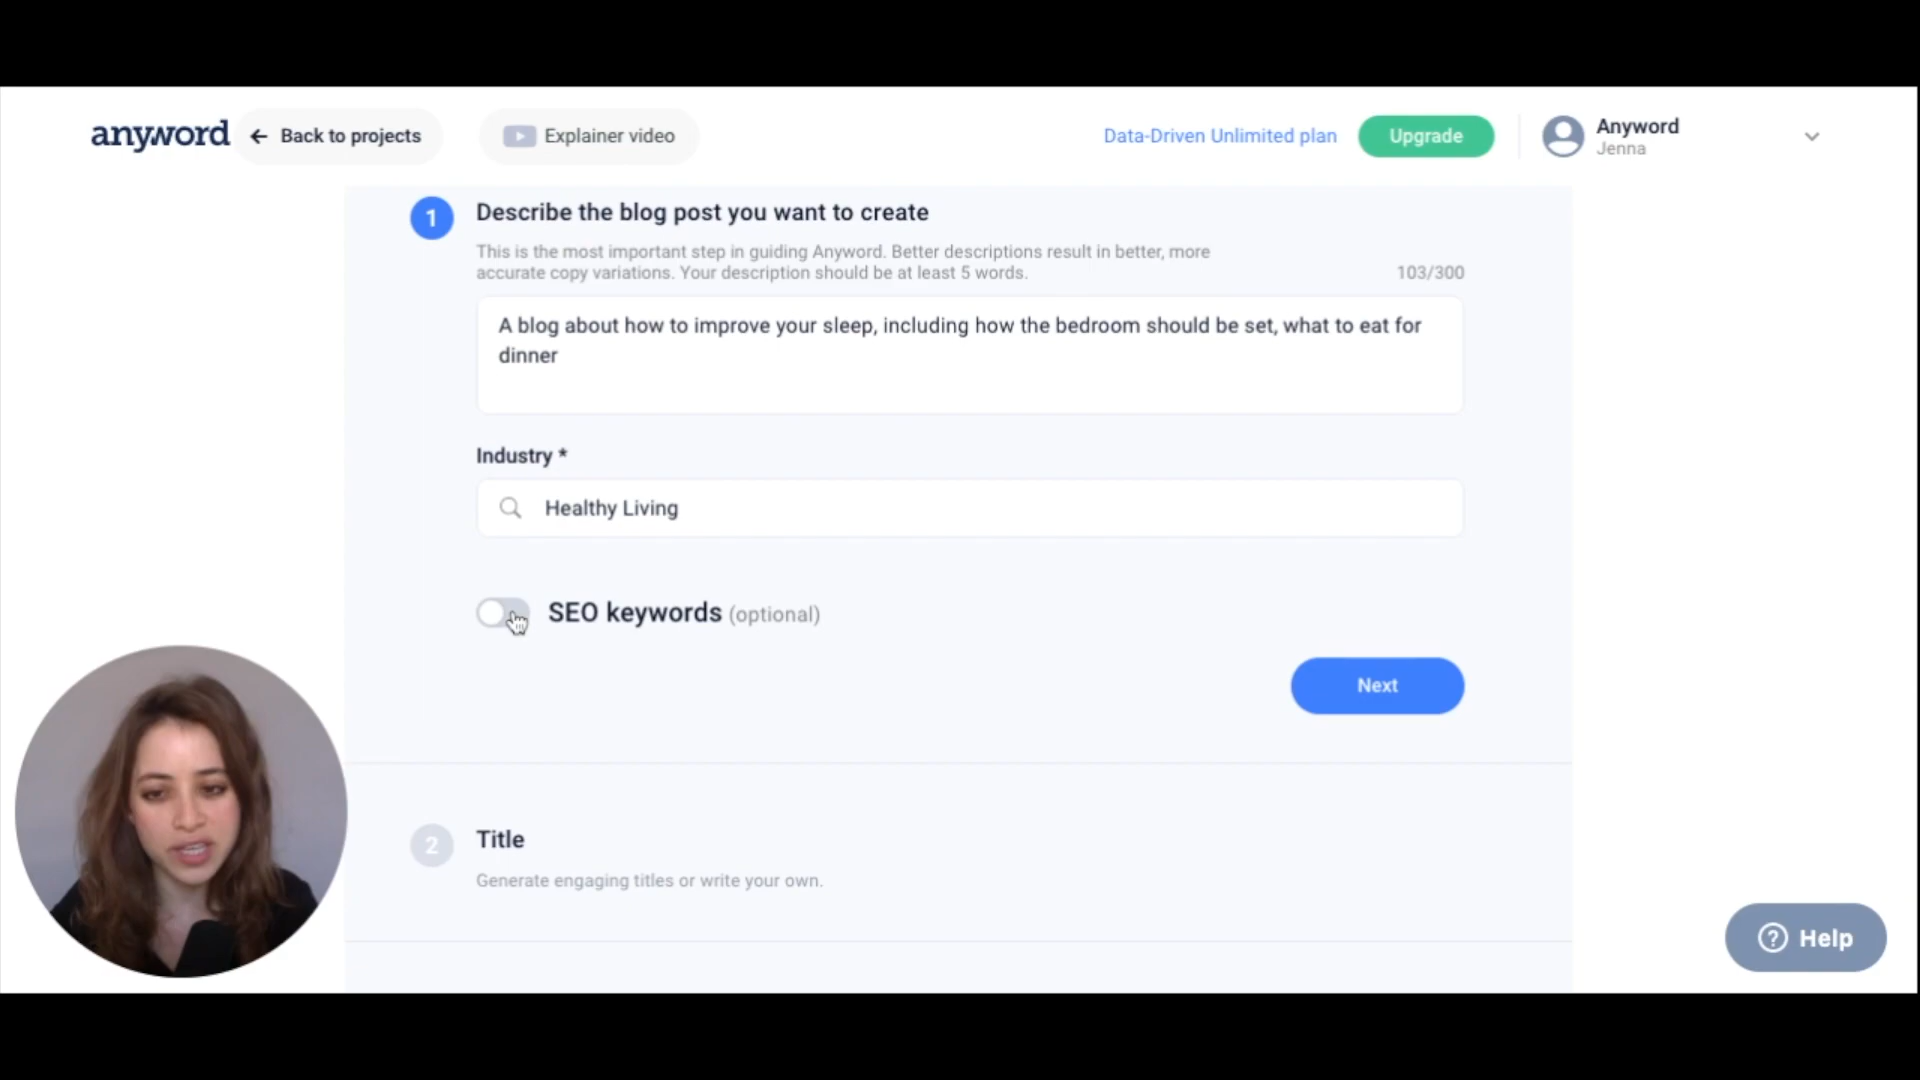 anyword
Back to projects
Explainer video
Data-Driven Unlimited plan
Upgrade
Anyword
Jenna
1
Describe the blog post you want to create
This is the most important step in guiding Anyword. Better descriptions result in better, more
accurate copy variations. Your description should be at least 5 words.
103/300
A blog about how to improve your sleep, including how the bedroom should be set, what to eat for
dinner
Industry *
Healthy Living
SEO keywords (optional)
Next
2
Title
Generate engaging titles or write your own.
? Help